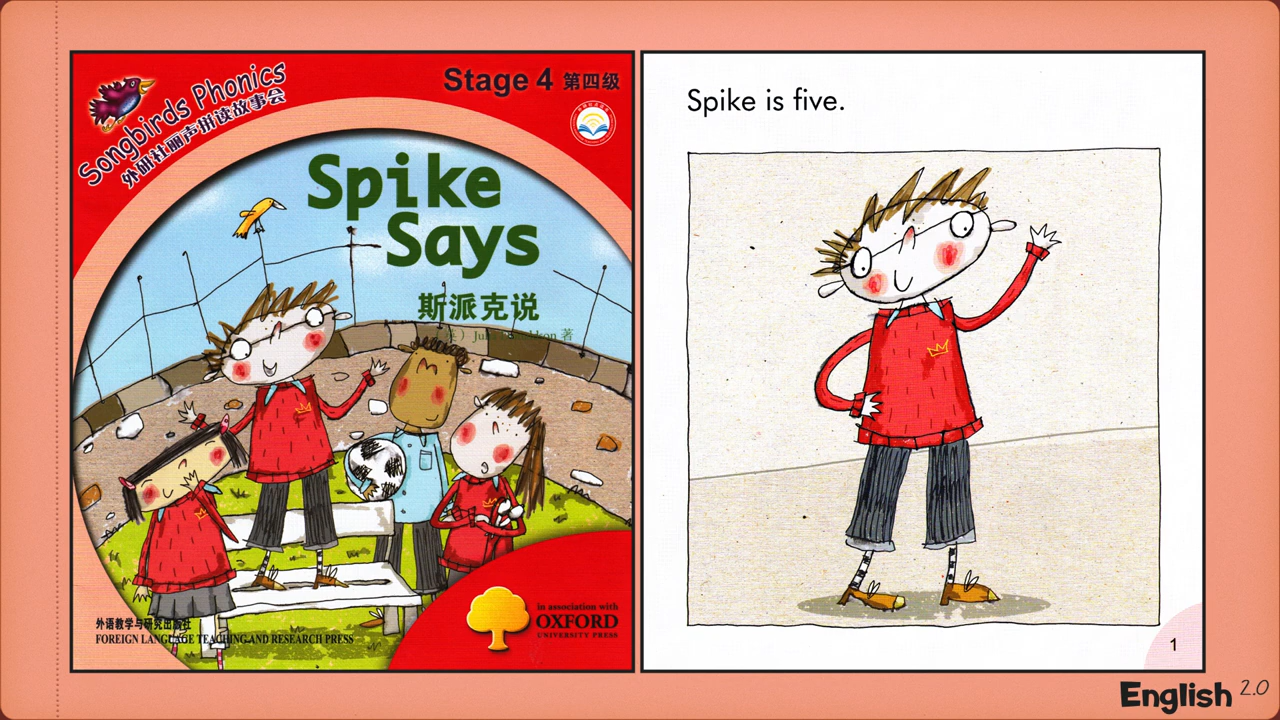 Songbirds Phonics
外研社丽声拼读故事会
Stage 4 第四级
Spike
Says
斯派克说
著
外语教学与研究出版社
FOREIGN LANGUAGE TEACHING AND RESEARCH PRESS
in association with
OXFORD
UNIVERSITY PRESS
Spike is five.
1
English 2.0